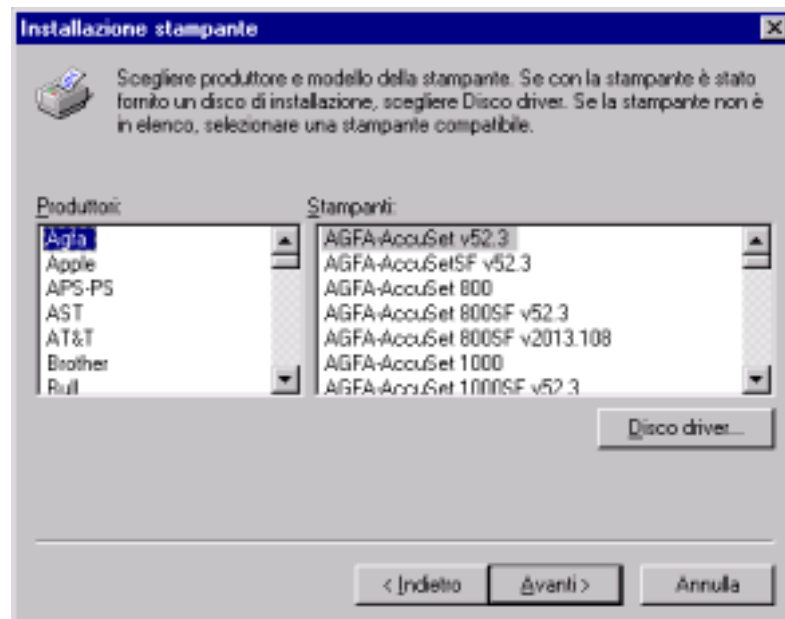 Installazione stampante
Scegliere produttore e modello della stampante. Se con la stampante è stato
fornito un disco di installazione, scegliere Disco driver. Se la stampante non è
in elenco, selezionare una stampante compatibile.
Produttori:
Agfa
Apple
APS-PS
AST
AT&T
Brother
Bull
Stampanti:
AGFA-AccuSet v52.3
AGFA-AccuSetSF v52.3
AGFA-AccuSet 800
AGFA-AccuSet 800SF v52.3
AGFA-AccuSet 800SF v2013.108
AGFA-AccuSet 1000
AGFA-AccuSet 1000SF v52.3
Disco driver...
< Indietro
Avanti >
Annulla